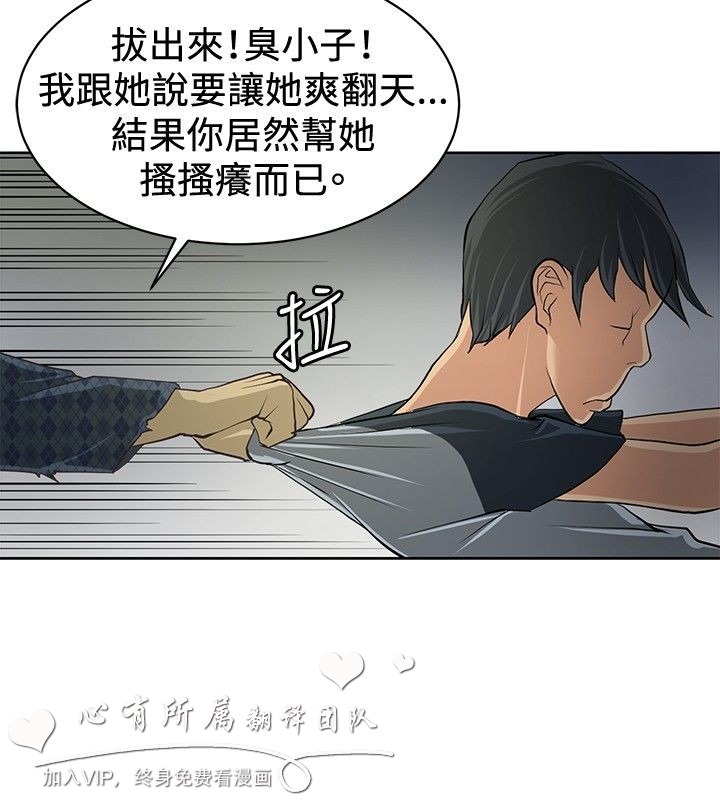 拔出來！臭小子！
我跟她說要讓她爽翻天…
結果你居然幫她
搔搔癢而已。
拉
心有所属翻译团队
加入VIP，终身免费看漫画